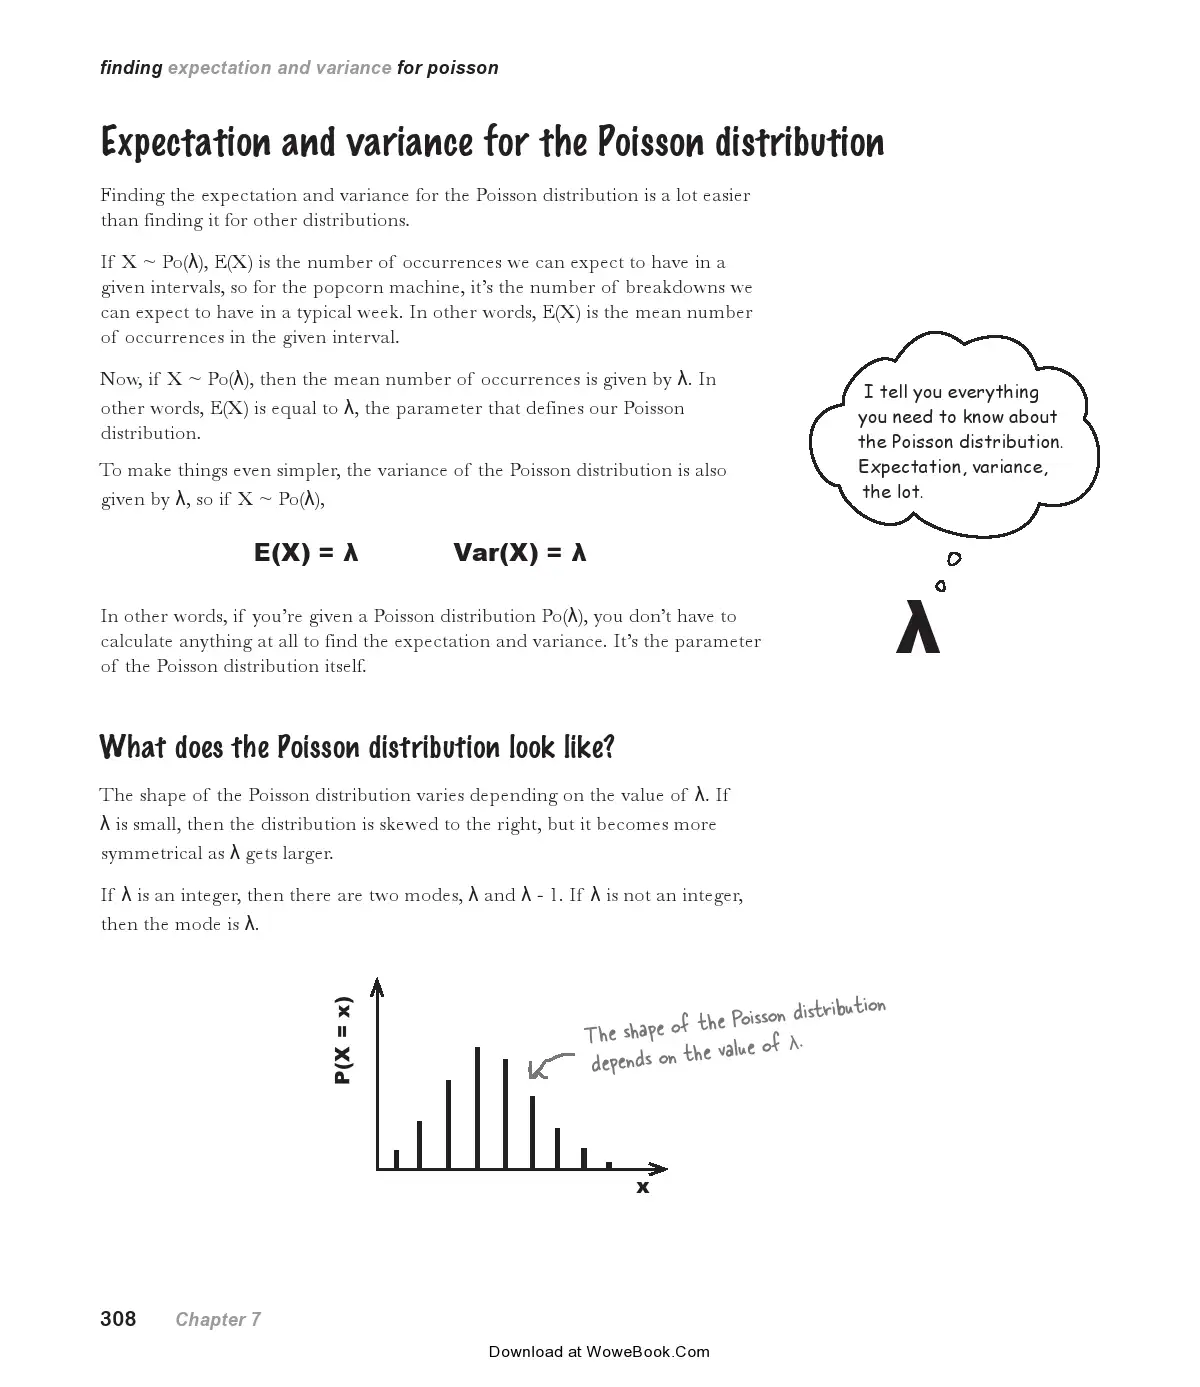 finding expectation and variance for poisson
Expectation and variance for the Poisson distribution
Finding the expectation and variance for the Poisson distribution is a lot easier
than finding it for other distributions.
If X ~ Po(λ), E(X) is the number of occurrences we can expect to have in a
given intervals, so for the popcorn machine, it’s the number of breakdowns we
can expect to have in a typical week. In other words, E(X) is the mean number
of occurrences in the given interval.
Now, if X ~ Po(λ), then the mean number of occurrences is given by λ. In
other words, E(X) is equal to λ, the parameter that defines our Poisson
distribution.
To make things even simpler, the variance of the Poisson distribution is also
given by λ, so if X ~ Po(λ),
E(X) = λ Var(X) = λ
In other words, if you’re given a Poisson distribution Po(λ), you don’t have to
calculate anything at all to find the expectation and variance. It’s the parameter
of the Poisson distribution itself.
I tell you everything
you need to know about
the Poisson distribution.
Expectation, variance,
the lot.
λ
What does the Poisson distribution look like?
The shape of the Poisson distribution varies depending on the value of λ. If
λ is small, then the distribution is skewed to the right, but it becomes more
symmetrical as λ gets larger.
If λ is an integer, then there are two modes, λ and λ - 1. If λ is not an integer,
then the mode is λ.
P(X = x)
The shape of the Poisson distribution
depends on the value of λ.
x
308 Chapter 7
Download at WoweBook.Com